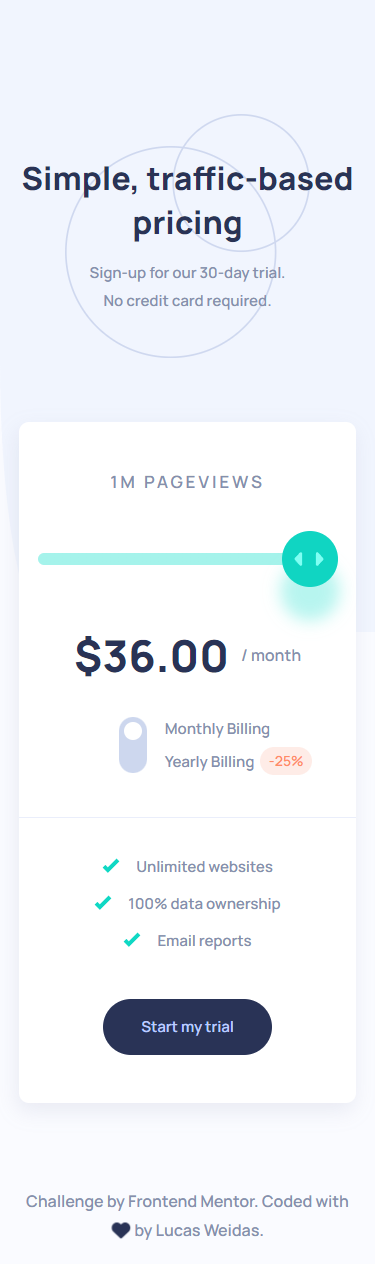 Simple, traffic-based
pricing
Sign-up for our 30-day trial.
No credit card required.
1M PAGEVIEWS
$36.00 / month
Monthly Billing
Yearly Billing -25%
Unlimited websites
100% data ownership
Email reports
Start my trial
Challenge by Frontend Mentor. Coded with
by Lucas Weidas.